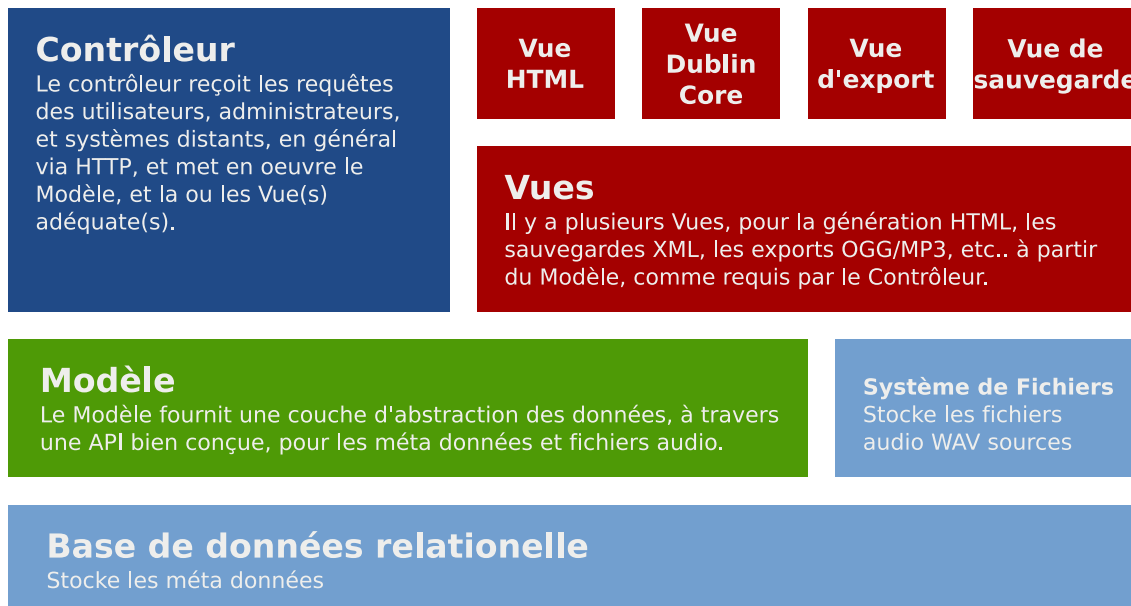 Contrôleur
Le contrôleur reçoit les requêtes
des utilisateurs, administrateurs,
et systèmes distants, en général
via HTTP, et met en oeuvre le
Modèle, et la ou les Vue(s)
adéquate(s).
Vue
HTML
Vue
Dublin
Core
Vue
d'export
Vue de
sauvegarde
Vues
Il y a plusieurs Vues, pour la génération HTML, les
sauvegardes XML, les exports OGG/MP3, etc.. à partir
du Modèle, comme requis par le Contrôleur.
Modèle
Le Modèle fournit une couche d'abstraction des données, à travers
une API bien conçue, pour les méta données et fichiers audio.
Système de Fichiers
Stocke les fichiers
audio WAV sources
Base de données relationelle
Stocke les méta données